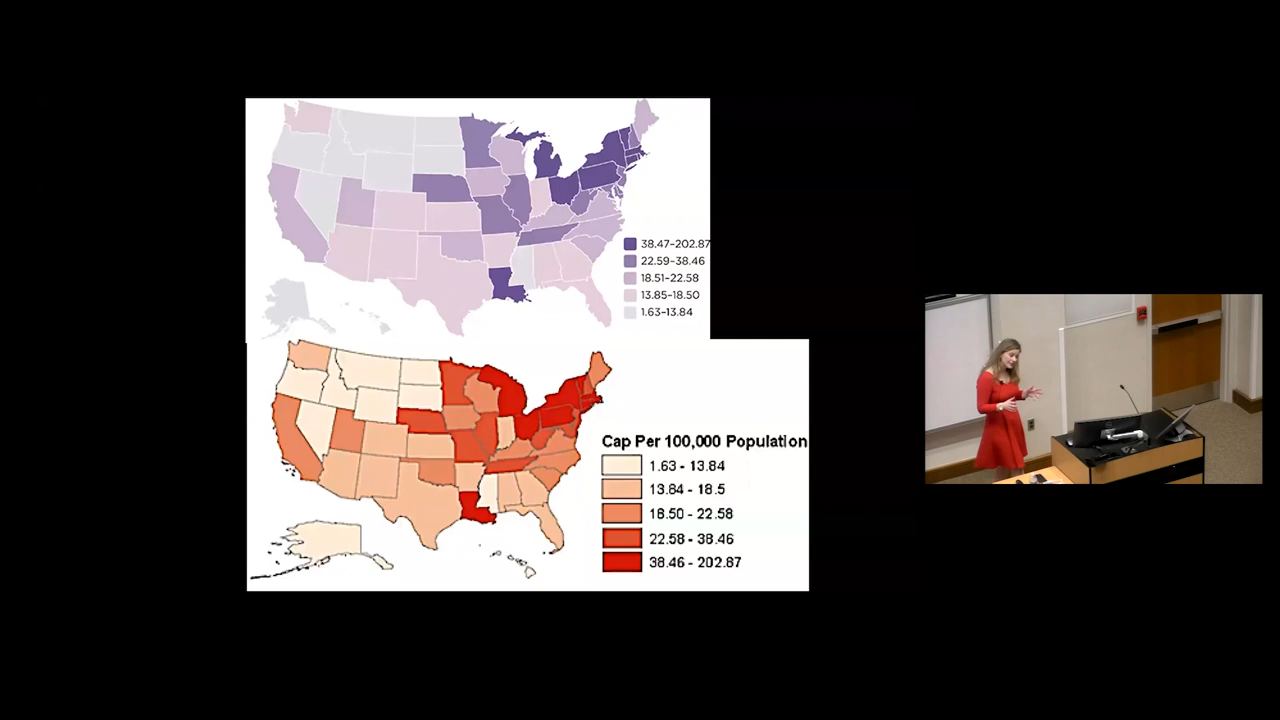 38.47-202.87
22.59-38.46
18.51-22.58
13.85-18.50
1.63-13.84
Cap Per 100,000 Population
1.63 - 13.84
13.84 - 18.5
18.50 - 22.58
22.58 - 38.46
38.46 - 202.87